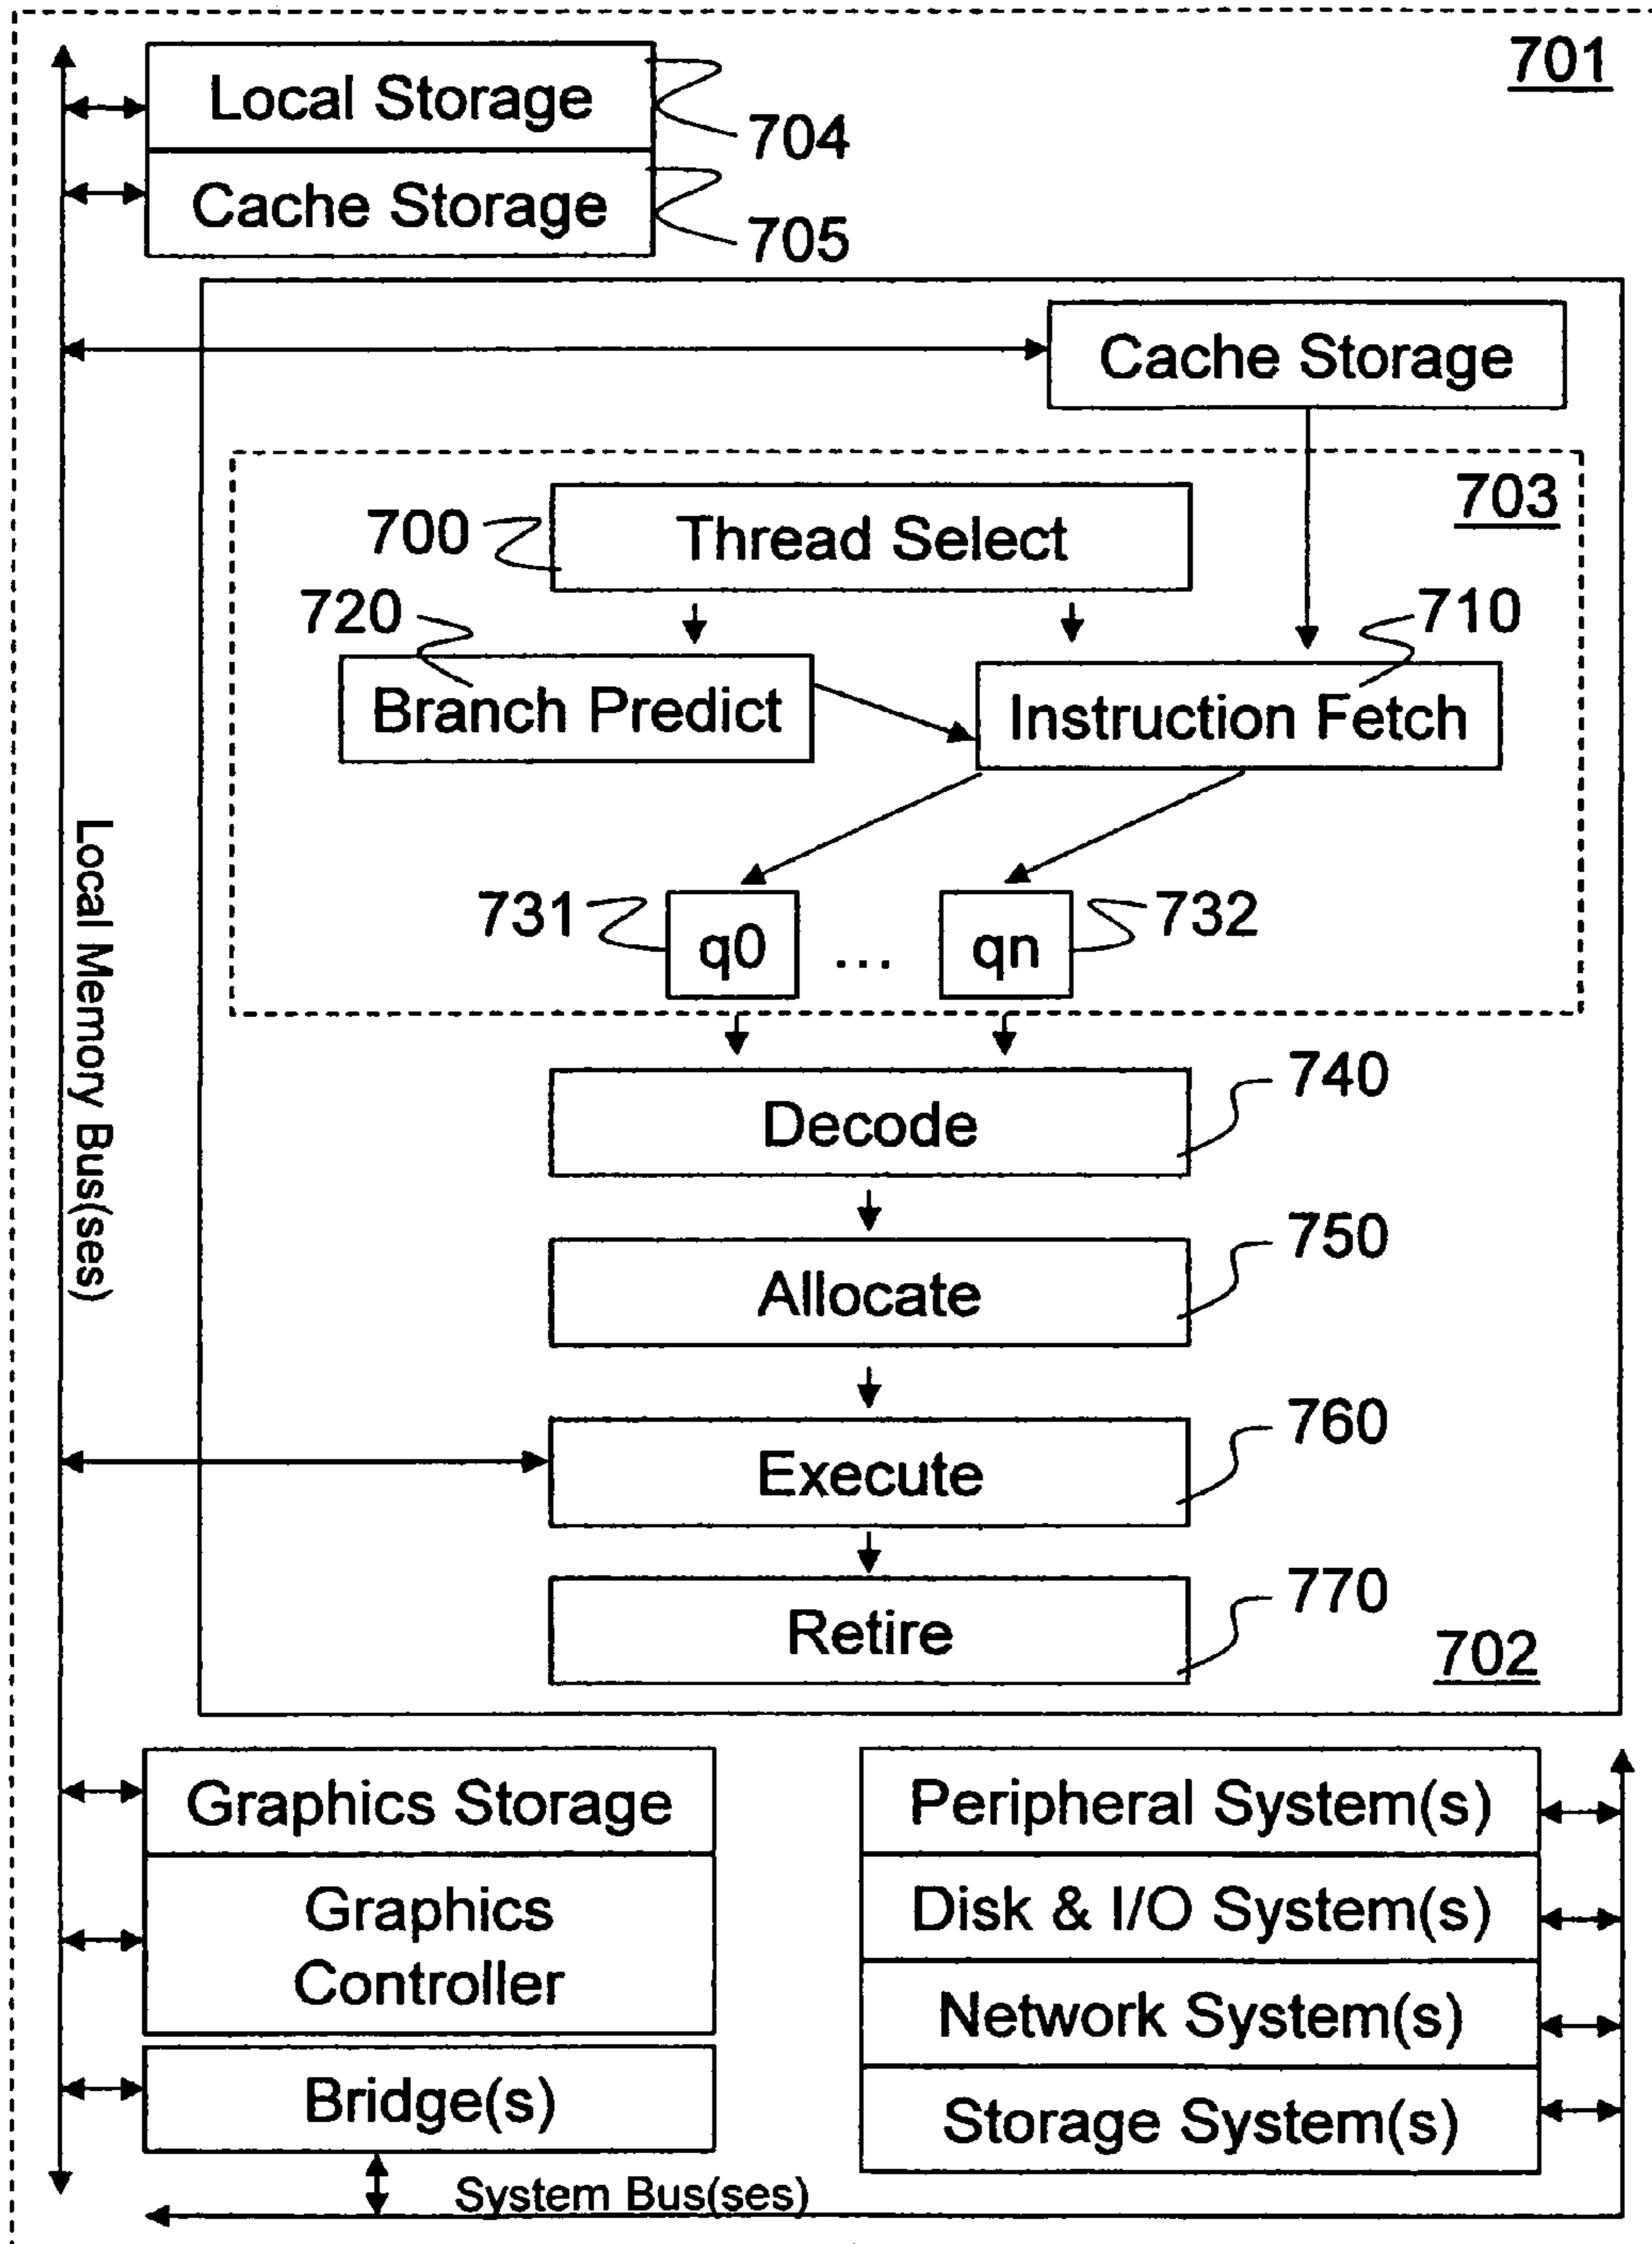 701
Local Storage
704
Cache Storage
705
Cache Storage
703
700
Thread Select
720
710
Branch Predict
Instruction Fetch
731
q0
...
qn
732
Local Memory Bus(ses)
Decode
740
Allocate
750
Execute
760
Retire
770
702
Graphics Storage
Graphics
Controller
Bridge(s)
Peripheral System(s)
Disk & I/O System(s)
Network System(s)
Storage System(s)
System Bus(ses)